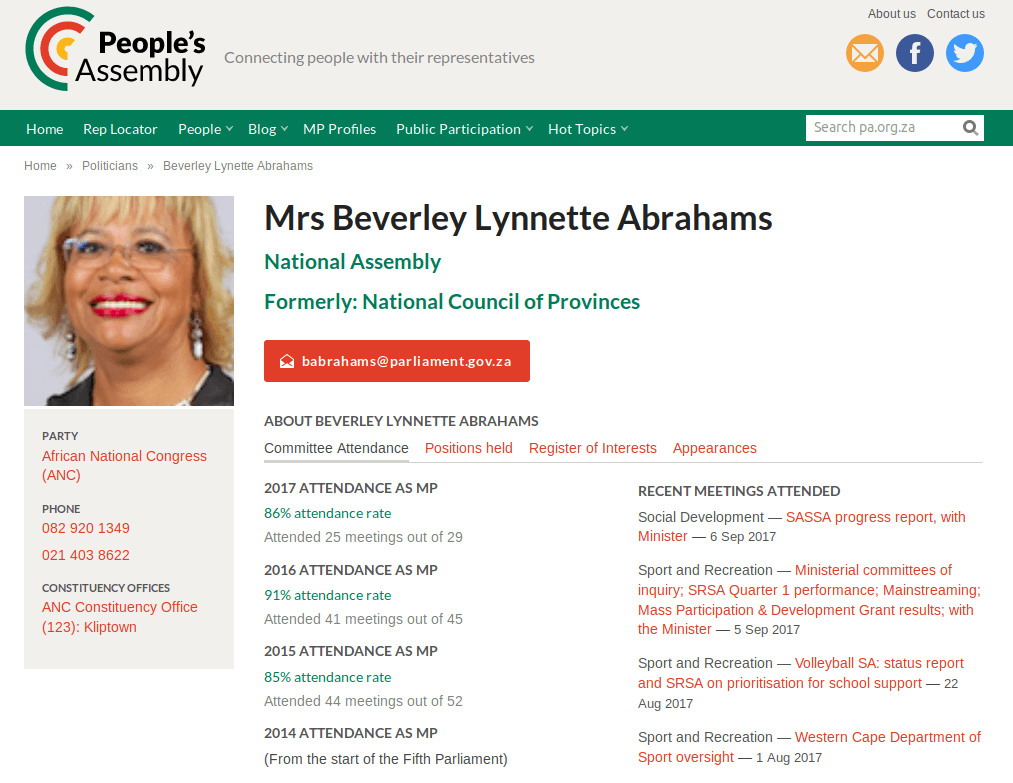 About us Contact us
People's
Assembly
Connecting people with their representatives
Home Rep Locator People Blog MP Profiles Public Participation Hot Topics Search pa.org.za
Home » Politicians » Beverley Lynette Abrahams
Mrs Beverley Lynnette Abrahams
National Assembly
Formerly: National Council of Provinces
babrahams@parliament.gov.za
PARTY
African National Congress
(ANC)
PHONE
082 920 1349
021 403 8622
CONSTITUENCY OFFICES
ANC Constituency Office
(123): Kliptown
ABOUT BEVERLEY LYNNETTE ABRAHAMS
Committee Attendance Positions held Register of Interests Appearances
2017 ATTENDANCE AS MP
86% attendance rate
Attended 25 meetings out of 29
2016 ATTENDANCE AS MP
91% attendance rate
Attended 41 meetings out of 45
2015 ATTENDANCE AS MP
85% attendance rate
Attended 44 meetings out of 52
2014 ATTENDANCE AS MP
(From the start of the Fifth Parliament)
RECENT MEETINGS ATTENDED
Social Development — SASSA progress report, with
Minister — 6 Sep 2017
Sport and Recreation — Ministerial committees of
inquiry; SRSA Quarter 1 performance; Mainstreaming;
Mass Participation & Development Grant results; with
the Minister — 5 Sep 2017
Sport and Recreation — Volleyball SA: status report
and SRSA on prioritisation for school support — 22
Aug 2017
Sport and Recreation — Western Cape Department of
Sport oversight — 1 Aug 2017